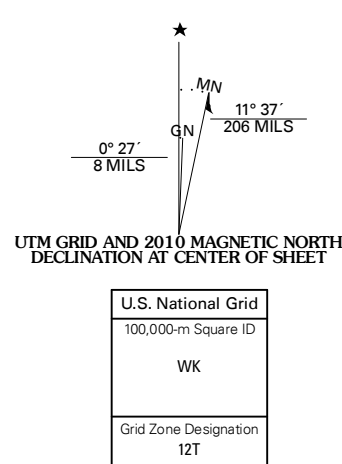 ★
MN
11° 37´
206 MILS
GN
0° 27´
8 MILS
UTM GRID AND 2010 MAGNETIC NORTH
DECLINATION AT CENTER OF SHEET
U.S. National Grid
100,000-m Square ID
WK
Grid Zone Designation
12T